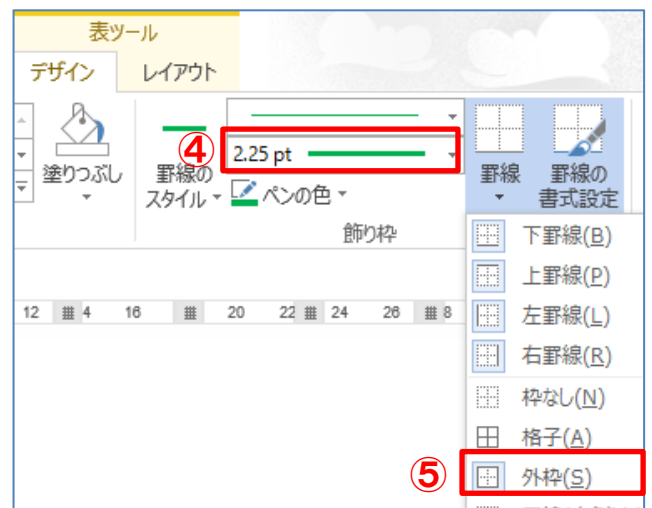 表ツール
デザイン レイアウト
④
2.25 pt
塗りつぶし
罫線の
スタイル
ペンの色
飾り枠
罫線
罫線の
書式設定
下罫線(B)
上罫線(P)
左罫線(L)
右罫線(R)
枠なし(N)
格子(A)
⑤
外枠(S)
12 4 16 20 22 24 26 8